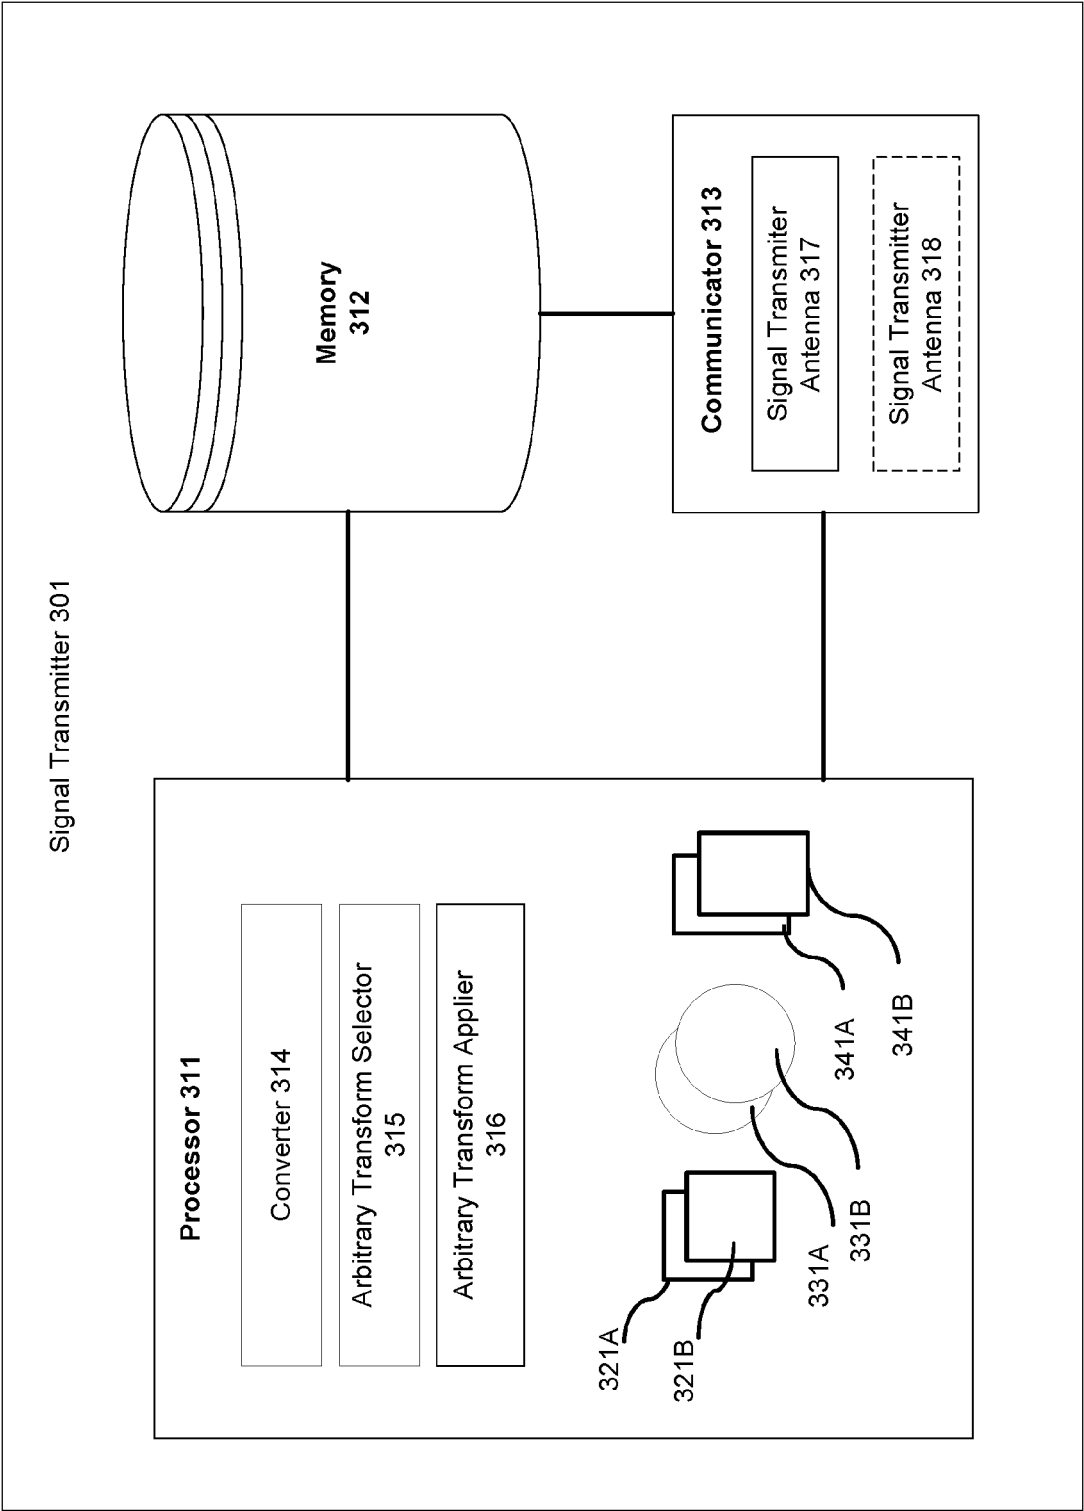 Signal Transmitter 301
Processor 311
Converter 314
Arbitrary Transform Selector
315
Arbitrary Transform Applier
316
321A
321B
331A
331B
341A
341B
Memory
312
Communicator 313
Signal Transmiter
Antenna 317
Signal Transmitter
Antenna 318